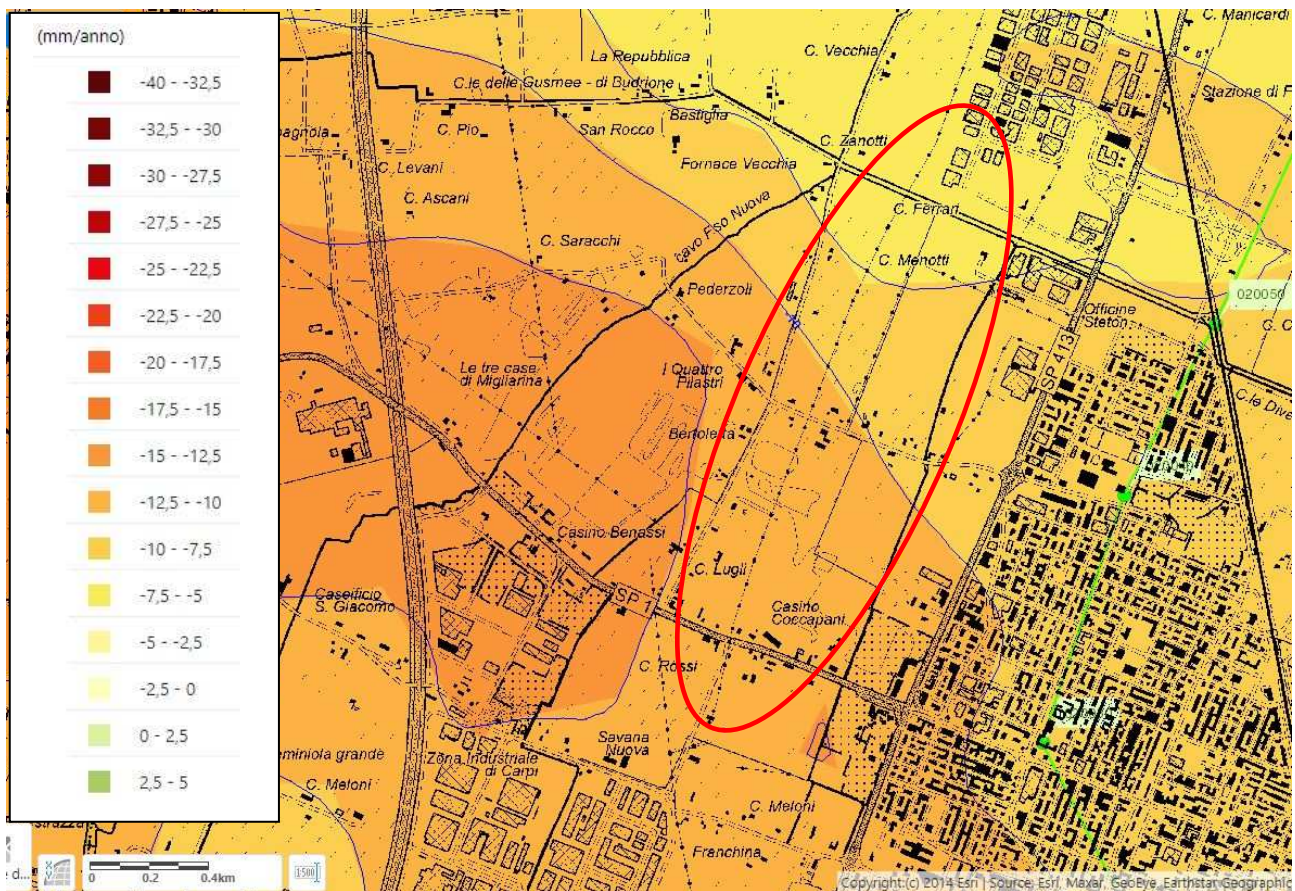 (mm/anno)
-40 - -32,5
-32,5 - -30
-30 - -27,5
-27,5 - -25
-25 - -22,5
-22,5 - -20
-20 - -17,5
-17,5 - -15
-15 - -12,5
-12,5 - -10
-10 - -7,5
-7,5 - -5
-5 - -2,5
-2,5 - 0
0 - 2,5
2,5 - 5
C. Manicardi
C. Vecchia
La Repubblica
C.le delle Gusmee - di Budrione
Stazione di F
Bastiglia
C. Pio
San Rocco
C. Zanotti
Fornace Vecchia
C. Levani
C. Ascani
C. Ferrari
cavo Fso Nuova
C. Saracchi
C. Menotti
Pederzoli
020050
Officine
Steton
C. C
SP 413
Le tre case
di Migliarina
I Quattro
Pilastri
C.le Dive
Bertoletta
Casino Benassi
C. Lugli
SP
Caseificio
S. Giacomo
Casino
Coccapani
C. Rossi
Savana
Nuova
eminiola grande
Zona Industriale
di Carpi
C. Meloni
C. Meloni
Franchina
strazza
e d...
0 0.2 0.4km
Copyright:(c) 2014 Esri | Source: Esri, Maxar, GeoEye, Earthstar Geographic